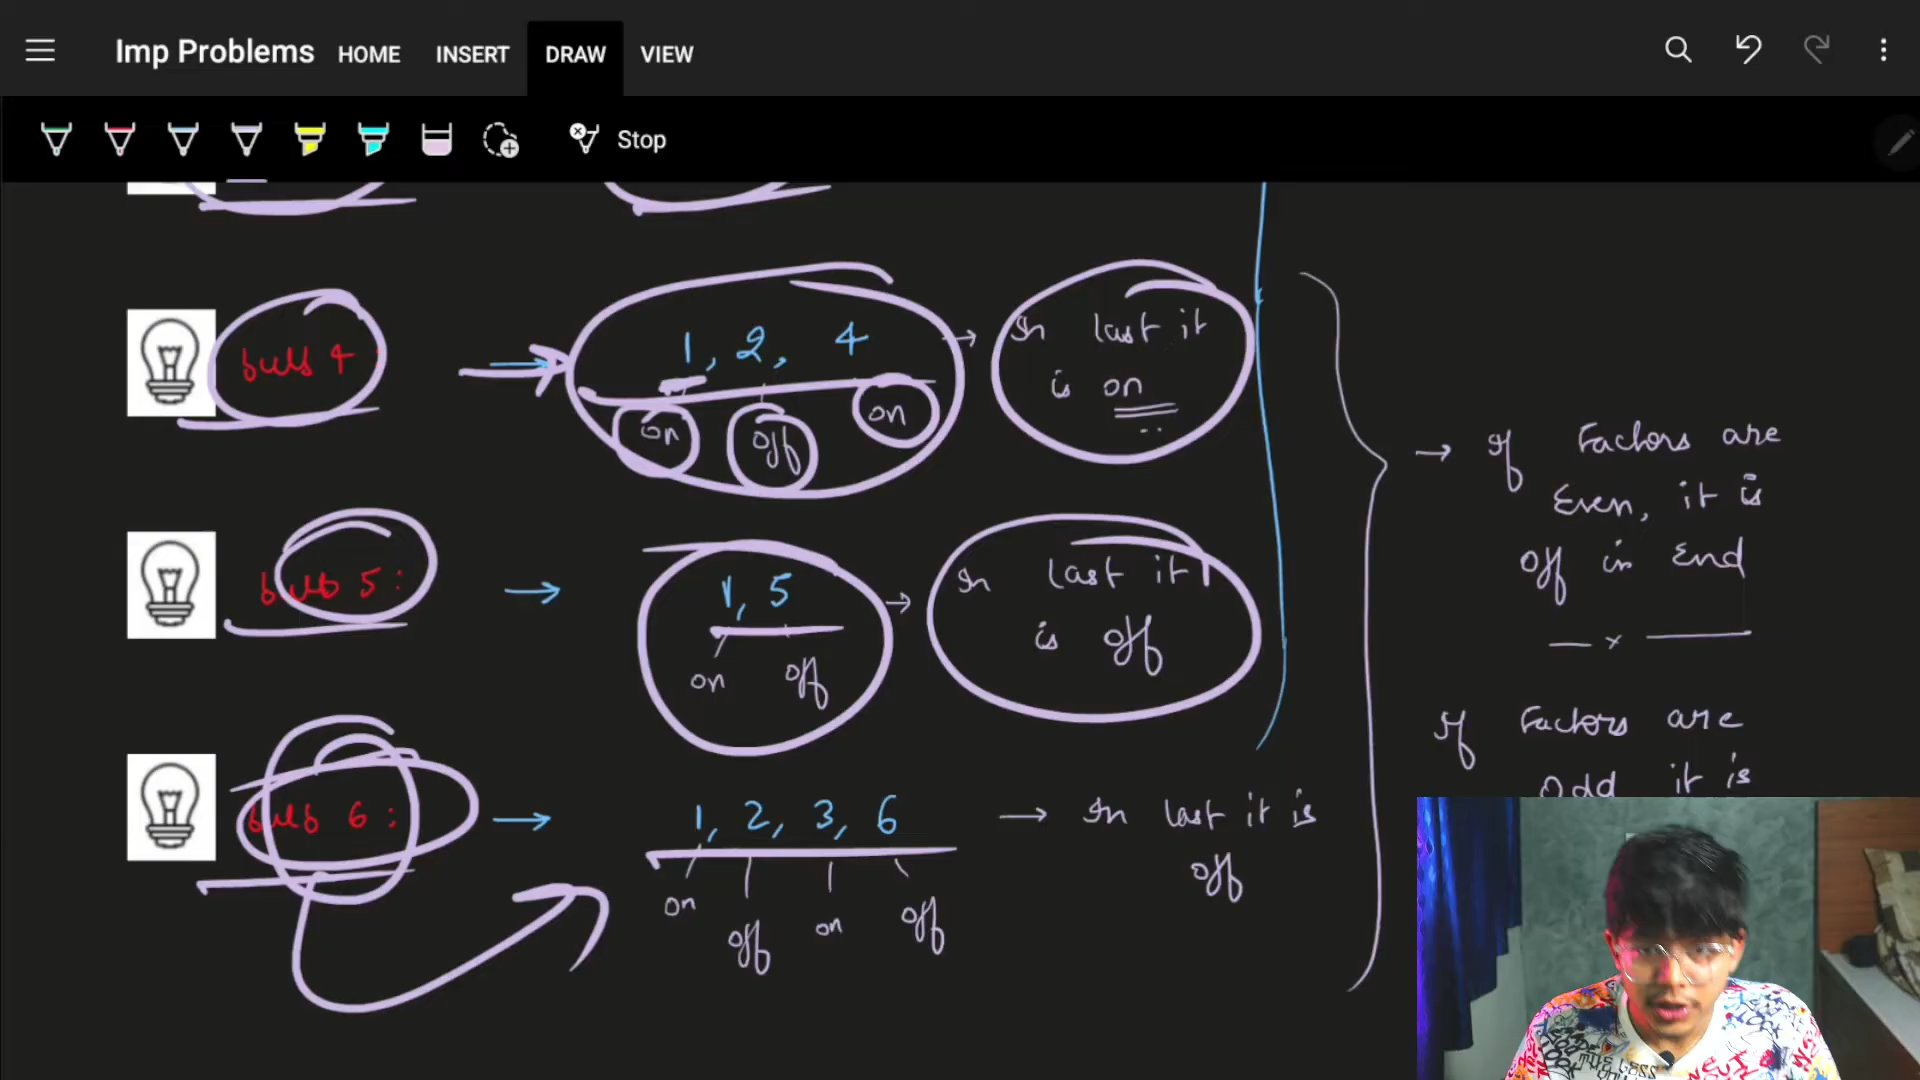 Imp Problems HOME INSERT DRAW VIEW
Stop
bulb 4
1, 2, 4
on off on
In last it
is on
bulb 5:
1, 5
on off
In last it
is off
bulb 6:
1, 2, 3, 6
on off on off
In last it is
off
If Factors are
Even, it is
off in End
If Factors are
Odd it is